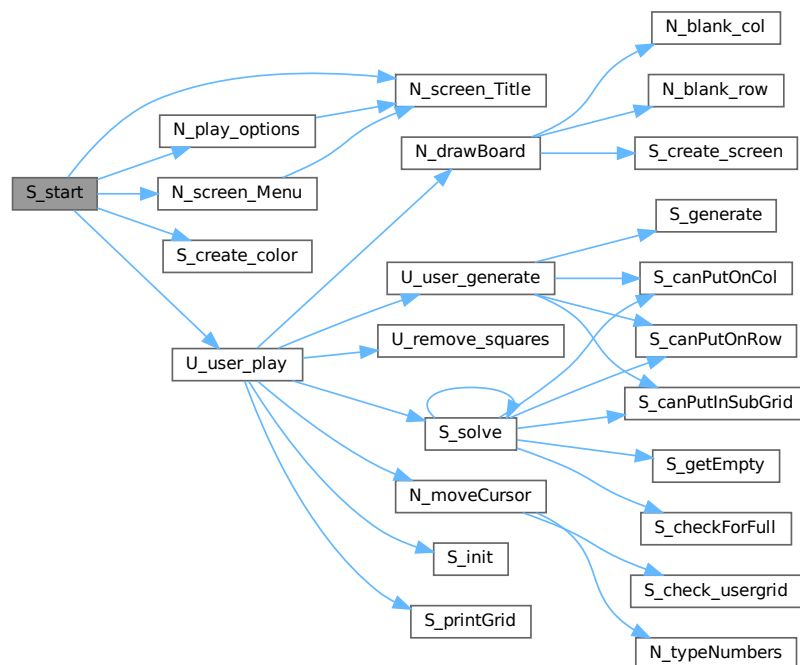 S_start
N_screen_Title
N_play_options
N_screen_Menu
S_create_color
U_user_play
N_drawBoard
N_blank_col
N_blank_row
S_create_screen
U_user_generate
S_generate
S_canPutOnCol
S_canPutOnRow
S_canPutInSubGrid
U_remove_squares
S_solve
S_getEmpty
S_checkForFull
N_moveCursor
S_check_usergrid
N_typeNumbers
S_init
S_printGrid